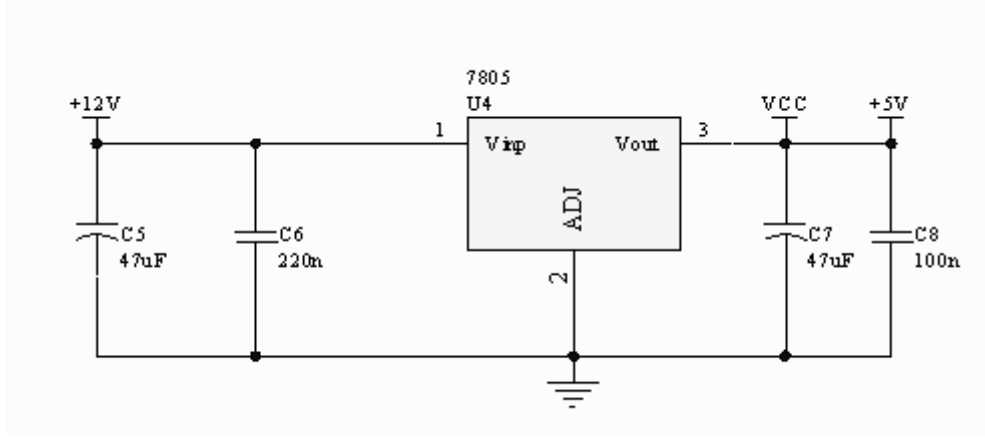 7805
+12V
U4
VCC
+5V
1
Vinp
Vout
3
ADJ
C5
47uF
C6
220n
2
C7
47uF
C8
100n